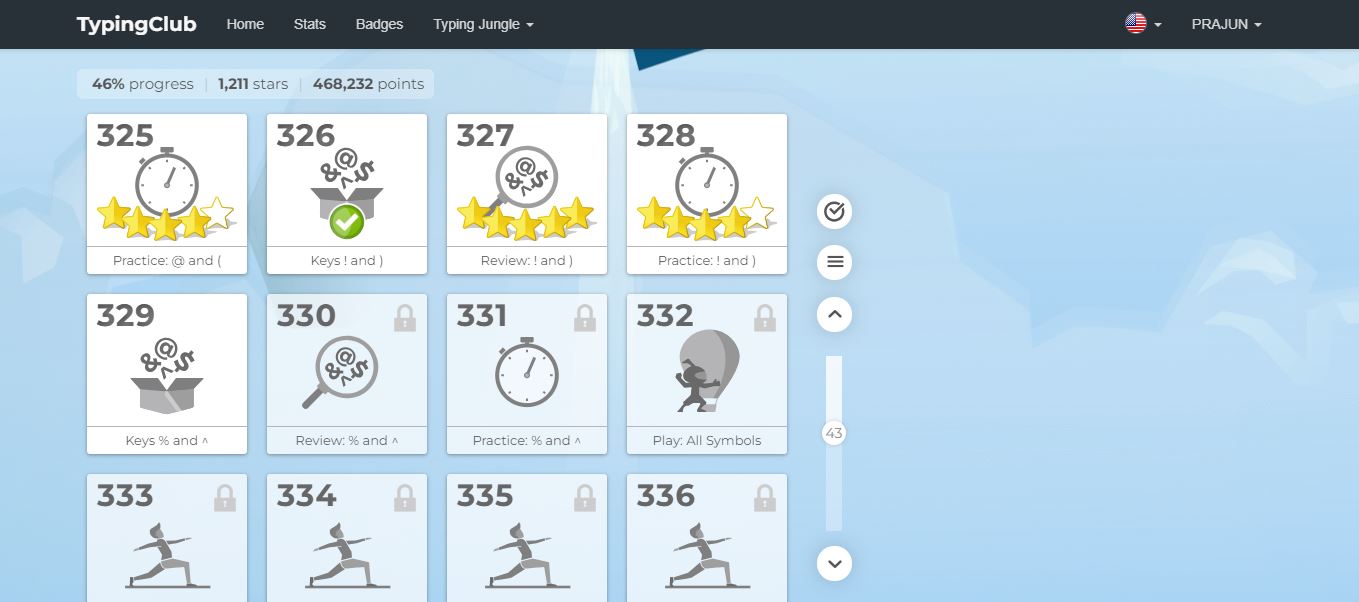 TypingClub Home Stats Badges Typing Jungle PRAJUN
46% progress | 1,211 stars | 468,232 points
325 326 327 328
Practice: @ and ( Keys ! and ) Review: ! and ) Practice: ! and )
329 330 331 332
Keys % and ^ Review: % and ^ Practice: % and ^ Play: All Symbols
43
333 334 335 336